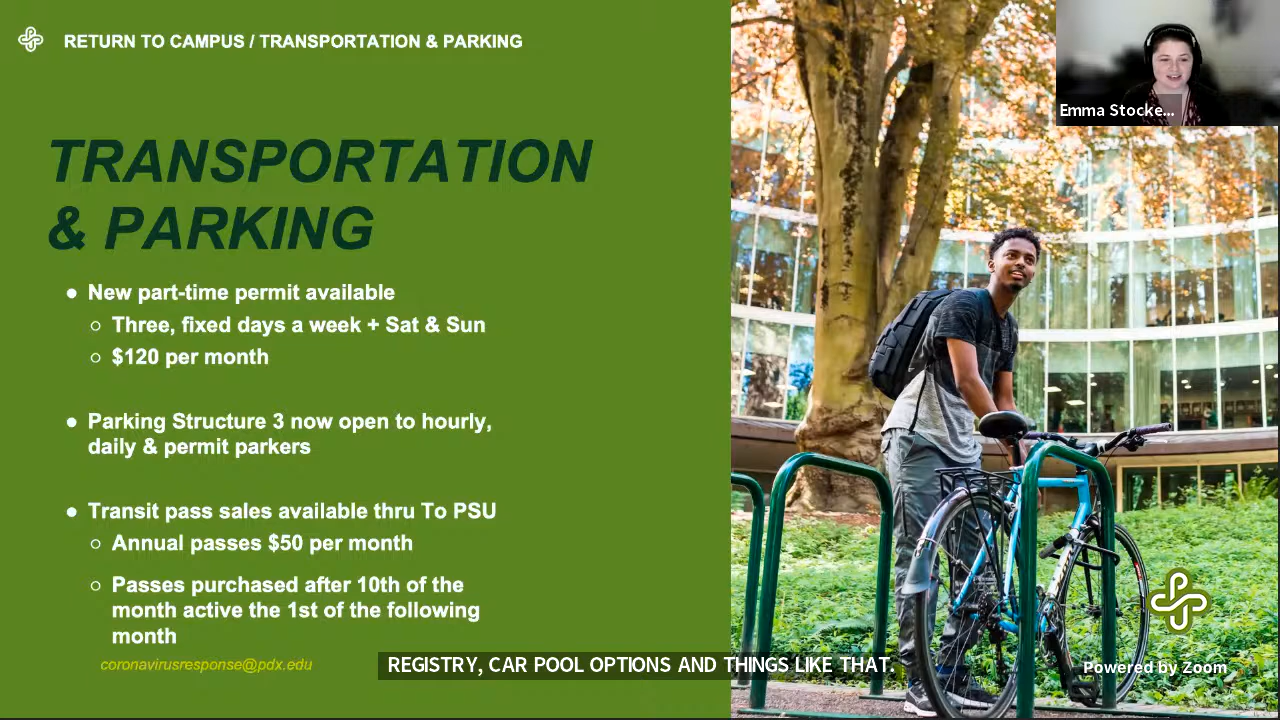 RETURN TO CAMPUS / TRANSPORTATION & PARKING
Emma Stocke...
TRANSPORTATION
& PARKING
● New part-time permit available
○ Three, fixed days a week + Sat & Sun
○ $120 per month
● Parking Structure 3 now open to hourly,
daily & permit parkers
● Transit pass sales available thru To PSU
○ Annual passes $50 per month
○ Passes purchased after 10th of the
month active the 1st of the following
month
coronavirusresponse@pdx.edu
REGISTRY, CAR POOL OPTIONS AND THINGS LIKE THAT.
Powered by Zoom